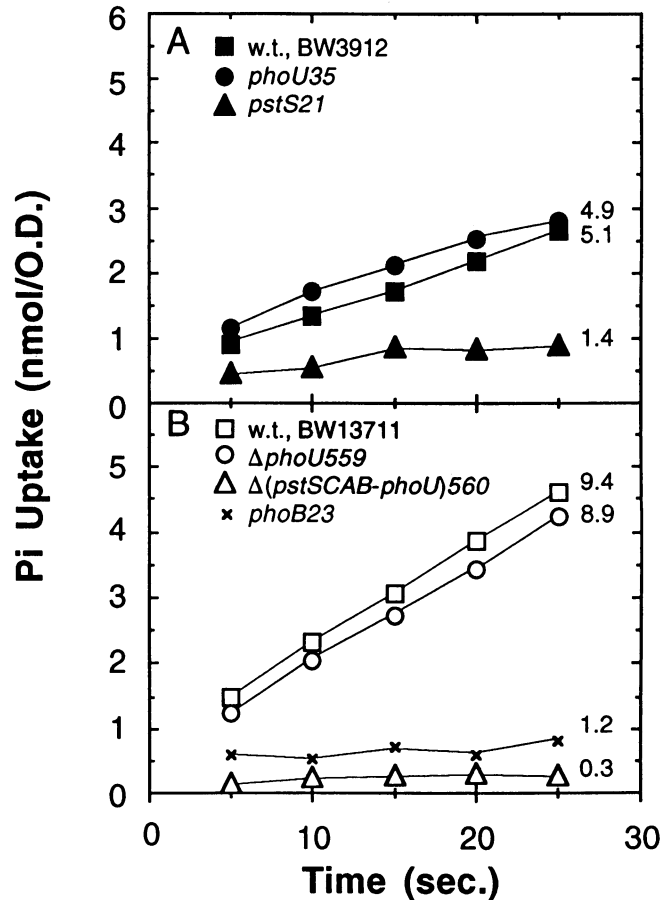 Pi Uptake (nmol/O.D.)
6
A
w.t., BW3912
phoU35
pstS21
5
4
3
2
1
0
4.9
5.1
1.4
B
w.t., BW13711
ΔphoU559
Δ(pstSCAB-phoU)560
phoB23
5
4
3
2
1
0
9.4
8.9
1.2
0.3
0
10
20
30
Time (sec.)